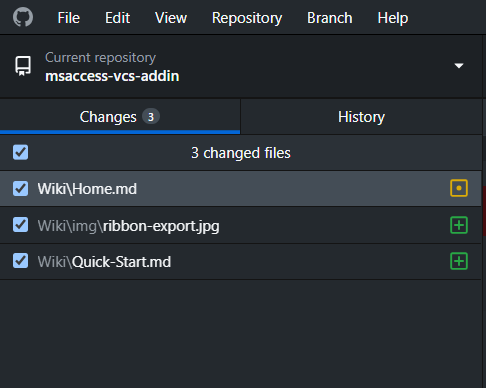 File Edit View Repository Branch Help
Current repository
msaccess-vcs-addin
Changes 3 History
3 changed files
Wiki\Home.md
Wiki\img\ribbon-export.jpg
Wiki\Quick-Start.md